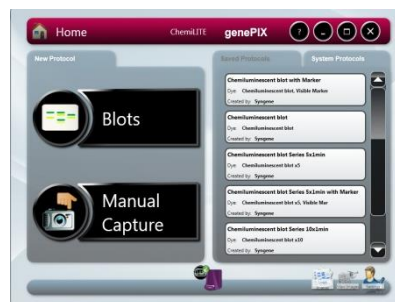 Home
ChemiLITE
genePIX
New Protocol
Saved Protocols
System Protocols
Blots
Manual
Capture
Chemiluminescent blot with Marker
Dye: Chemiluminescent blot, Visible Marker
Created by: Syngene
Chemiluminescent blot
Dye: Chemiluminescent blot
Created by: Syngene
Chemiluminescent blot Series 5x1min
Dye: Chemiluminescent blot x5
Created by: Syngene
Chemiluminescent blot Series 5x1min with Marker
Dye: Chemiluminescent blot x5, Visible Mar
Created by: Syngene
Chemiluminescent blot Series 10x1min
Dye: Chemiluminescent blot x10
Created by: Syngene